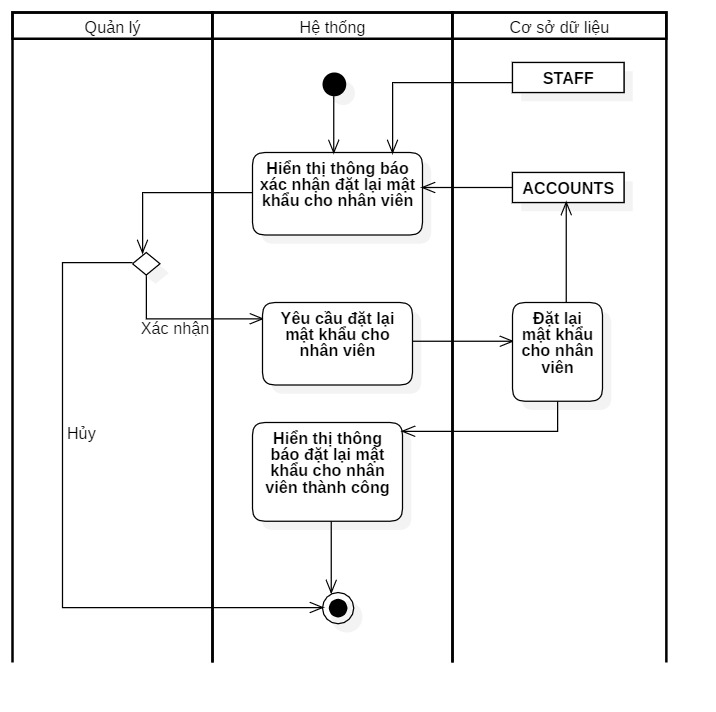 Quản lý
Hệ thống
Cơ sở dữ liệu
STAFF
Hiển thị thông báo
xác nhận đặt lại mật
khẩu cho nhân viên
ACCOUNTS
Xác nhận
Yêu cầu đặt lại
mật khẩu cho
nhân viên
Đặt lại
mật khẩu
cho nhân
viên
Hủy
Hiển thị thông
báo đặt lại mật
khẩu cho nhân
viên thành công